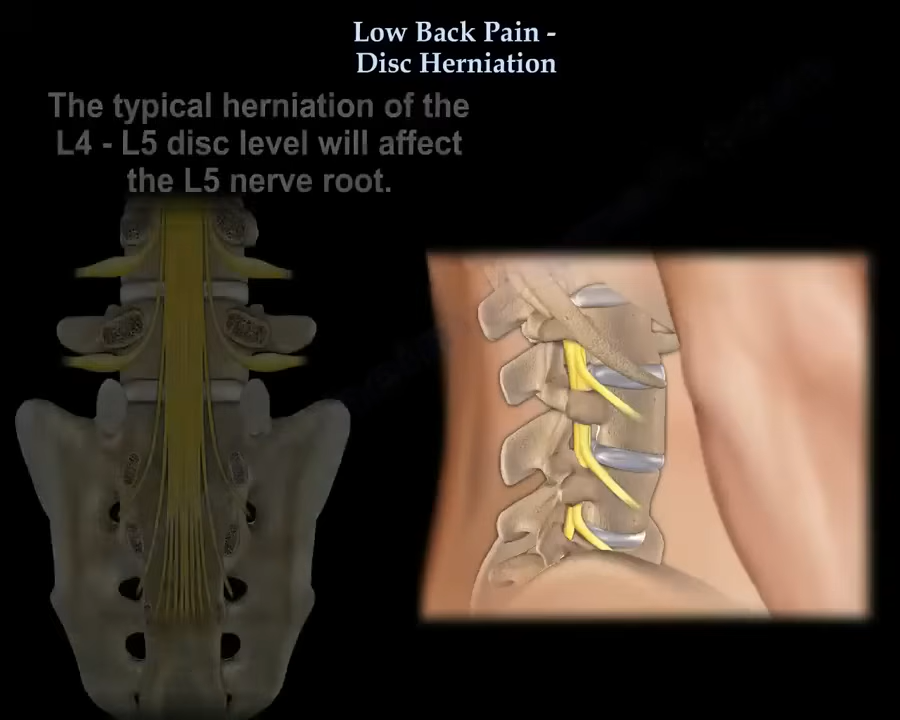 Low Back Pain -
Disc Herniation
The typical herniation of the
L4 - L5 disc level will affect
the L5 nerve root.